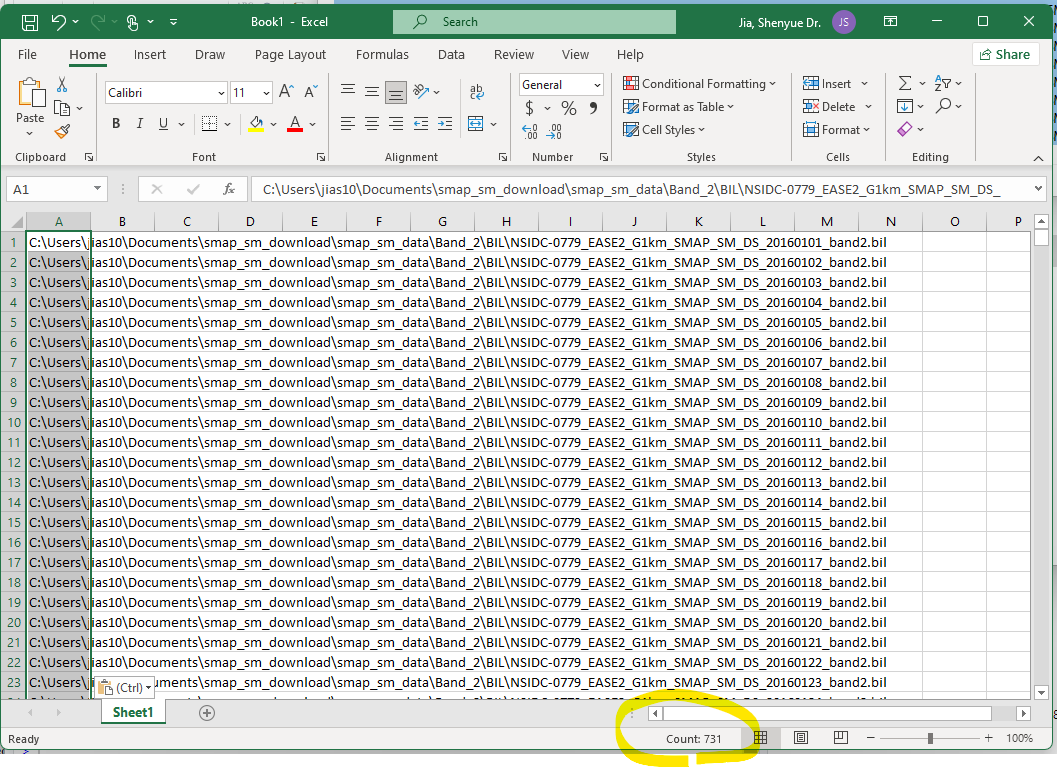 Book1 - Excel
Search
Jia, Shenyue Dr.
JS
File Home Insert Draw Page Layout Formulas Data Review View Help Share
Calibri 11 General
Conditional Formatting Insert
Paste B I U A $ % 9 Format as Table Delete
Cell Styles Format
Clipboard Font Alignment Number Styles Cells Editing
A1 fx C:\Users\jias10\Documents\smap_sm_download\smap_sm_data\Band_2\BIL\NSIDC-0779_EASE2_G1km_SMAP_SM_DS_
A B C D E F G H I J K L M N O P
1 C:\Users\jias10\Documents\smap_sm_download\smap_sm_data\Band_2\BIL\NSIDC-0779_EASE2_G1km_SMAP_SM_DS_20160101_band2.bil
2 C:\Users\jias10\Documents\smap_sm_download\smap_sm_data\Band_2\BIL\NSIDC-0779_EASE2_G1km_SMAP_SM_DS_20160102_band2.bil
3 C:\Users\jias10\Documents\smap_sm_download\smap_sm_data\Band_2\BIL\NSIDC-0779_EASE2_G1km_SMAP_SM_DS_20160103_band2.bil
4 C:\Users\jias10\Documents\smap_sm_download\smap_sm_data\Band_2\BIL\NSIDC-0779_EASE2_G1km_SMAP_SM_DS_20160104_band2.bil
5 C:\Users\jias10\Documents\smap_sm_download\smap_sm_data\Band_2\BIL\NSIDC-0779_EASE2_G1km_SMAP_SM_DS_20160105_band2.bil
6 C:\Users\jias10\Documents\smap_sm_download\smap_sm_data\Band_2\BIL\NSIDC-0779_EASE2_G1km_SMAP_SM_DS_20160106_band2.bil
7 C:\Users\jias10\Documents\smap_sm_download\smap_sm_data\Band_2\BIL\NSIDC-0779_EASE2_G1km_SMAP_SM_DS_20160107_band2.bil
8 C:\Users\jias10\Documents\smap_sm_download\smap_sm_data\Band_2\BIL\NSIDC-0779_EASE2_G1km_SMAP_SM_DS_20160108_band2.bil
9 C:\Users\jias10\Documents\smap_sm_download\smap_sm_data\Band_2\BIL\NSIDC-0779_EASE2_G1km_SMAP_SM_DS_20160109_band2.bil
10 C:\Users\jias10\Documents\smap_sm_download\smap_sm_data\Band_2\BIL\NSIDC-0779_EASE2_G1km_SMAP_SM_DS_20160110_band2.bil
11 C:\Users\jias10\Documents\smap_sm_download\smap_sm_data\Band_2\BIL\NSIDC-0779_EASE2_G1km_SMAP_SM_DS_20160111_band2.bil
12 C:\Users\jias10\Documents\smap_sm_download\smap_sm_data\Band_2\BIL\NSIDC-0779_EASE2_G1km_SMAP_SM_DS_20160112_band2.bil
13 C:\Users\jias10\Documents\smap_sm_download\smap_sm_data\Band_2\BIL\NSIDC-0779_EASE2_G1km_SMAP_SM_DS_20160113_band2.bil
14 C:\Users\jias10\Documents\smap_sm_download\smap_sm_data\Band_2\BIL\NSIDC-0779_EASE2_G1km_SMAP_SM_DS_20160114_band2.bil
15 C:\Users\jias10\Documents\smap_sm_download\smap_sm_data\Band_2\BIL\NSIDC-0779_EASE2_G1km_SMAP_SM_DS_20160115_band2.bil
16 C:\Users\jias10\Documents\smap_sm_download\smap_sm_data\Band_2\BIL\NSIDC-0779_EASE2_G1km_SMAP_SM_DS_20160116_band2.bil
17 C:\Users\jias10\Documents\smap_sm_download\smap_sm_data\Band_2\BIL\NSIDC-0779_EASE2_G1km_SMAP_SM_DS_20160117_band2.bil
18 C:\Users\jias10\Documents\smap_sm_download\smap_sm_data\Band_2\BIL\NSIDC-0779_EASE2_G1km_SMAP_SM_DS_20160118_band2.bil
19 C:\Users\jias10\Documents\smap_sm_download\smap_sm_data\Band_2\BIL\NSIDC-0779_EASE2_G1km_SMAP_SM_DS_20160119_band2.bil
20 C:\Users\jias10\Documents\smap_sm_download\smap_sm_data\Band_2\BIL\NSIDC-0779_EASE2_G1km_SMAP_SM_DS_20160120_band2.bil
21 C:\Users\jias10\Documents\smap_sm_download\smap_sm_data\Band_2\BIL\NSIDC-0779_EASE2_G1km_SMAP_SM_DS_20160121_band2.bil
22 C:\Users\jias10\Documents\smap_sm_download\smap_sm_data\Band_2\BIL\NSIDC-0779_EASE2_G1km_SMAP_SM_DS_20160122_band2.bil
23 C:\Users\j (Ctrl) ocuments\smap_sm_download\smap_sm_data\Band_2\BIL\NSIDC-0779_EASE2_G1km_SMAP_SM_DS_20160123_band2.bil
Sheet1
Ready Count: 731 100%